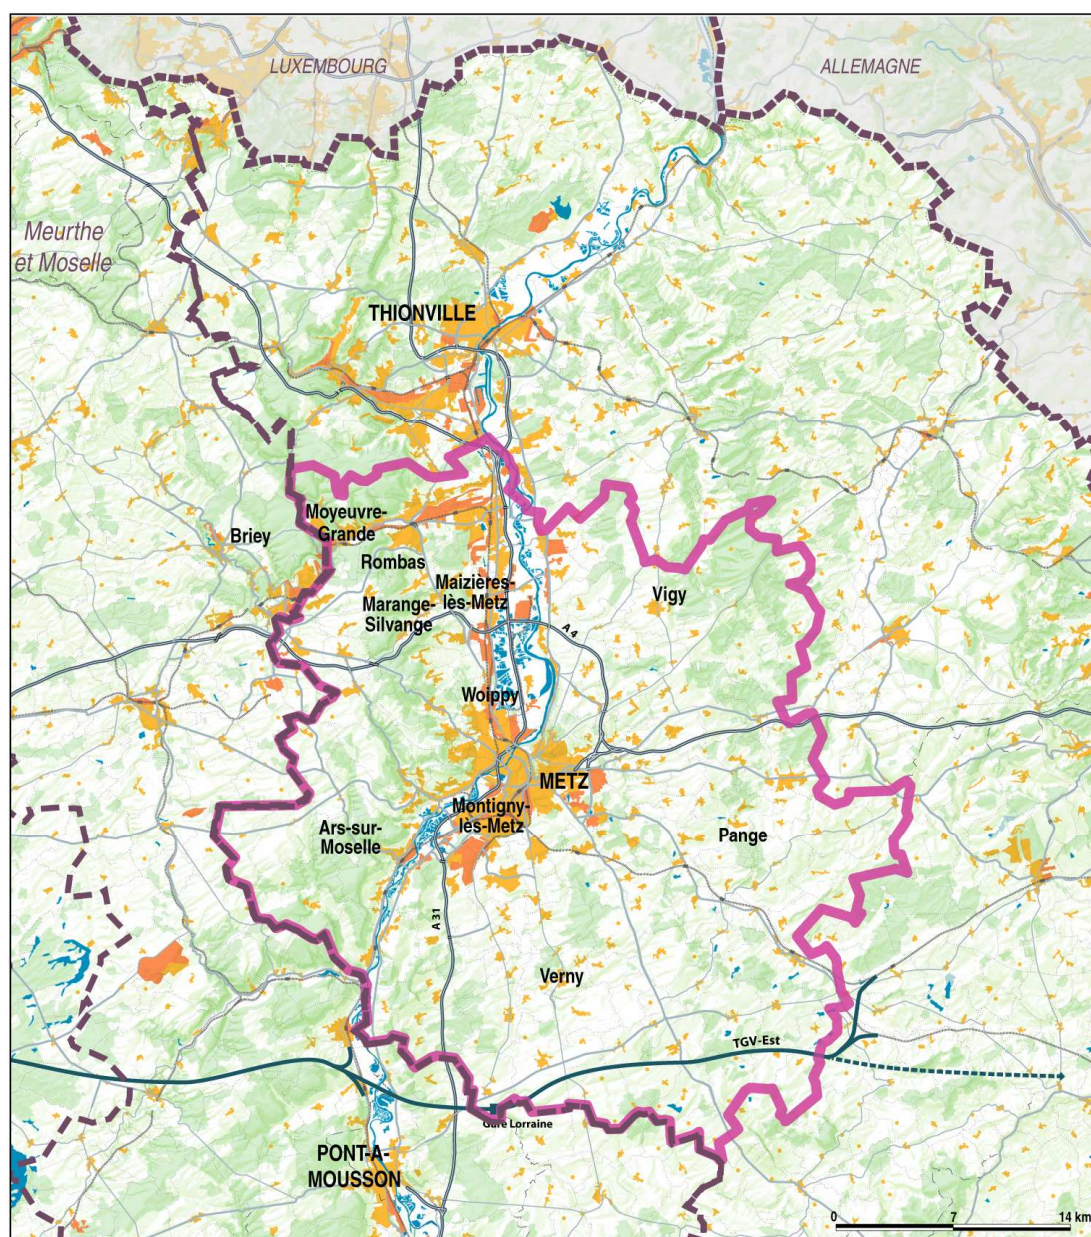 LUXEMBOURG
ALLEMAGNE
Meurthe
et Moselle
THIONVILLE
Moyeuvre-
Grande
Briey
Rombas
Maizières-
lès-Metz
Vigy
Marange-
Silvange
A 4
Woippy
METZ
Montigny-
lès-Metz
Ars-sur-
Moselle
Pange
A 31
Verny
TGV-Est
Gare Lorraine
PONT-A-
MOUSSON
0 7 14 km